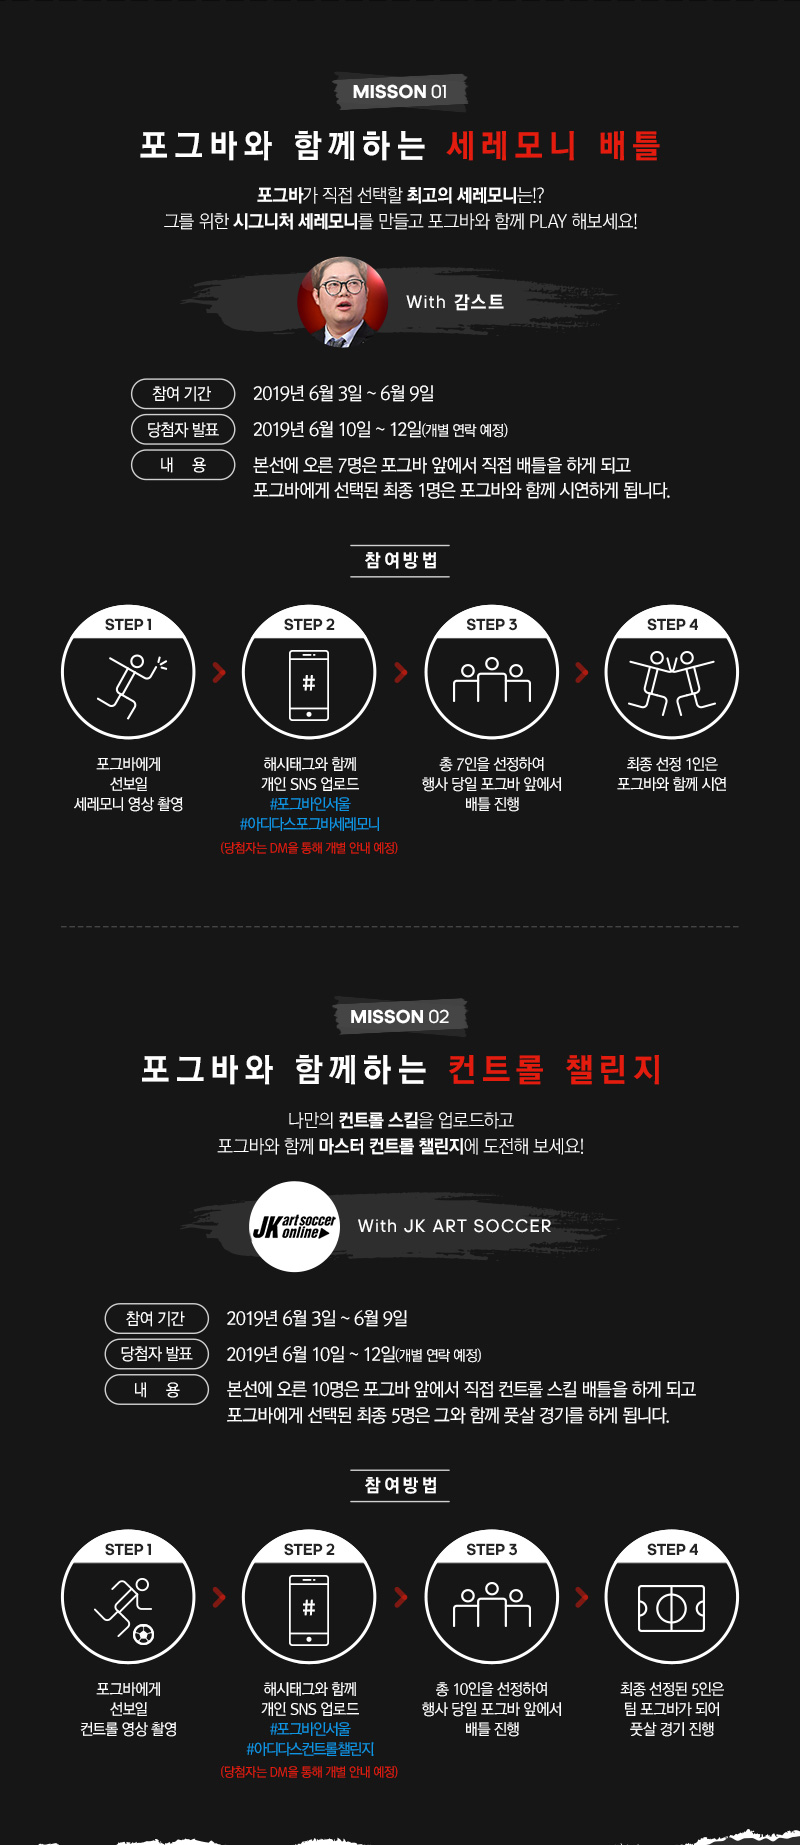 MISSON 01
포그바와 함께하는 세레모니 배틀
포그바가 직접 선택할 최고의 세레모니는!?
그를 위한 시그니처 세레모니를 만들고 포그바와 함께 PLAY 해보세요!
With 감스트
참여 기간 2019년 6월 3일 ~ 6월 9일
당첨자 발표 2019년 6월 10일 ~ 12일(개별 연락 예정)
내 용 본선에 오른 7명은 포그바 앞에서 직접 배틀을 하게 되고
포그바에게 선택된 최종 1명은 포그바와 함께 시연하게 됩니다.
참여방법
STEP 1
포그바에게
선보일
세레모니 영상 촬영
STEP 2
#
해시태그와 함께
개인 SNS 업로드
#포그바인서울
#아디다스포그바세레모니
(당첨자는 DM을 통해 개별 안내 예정)
STEP 3
총 7인을 선정하여
행사 당일 포그바 앞에서
배틀 진행
STEP 4
최종 선정 1인은
포그바와 함께 시연
MISSON 02
포그바와 함께하는 컨트롤 챌린지
나만의 컨트롤 스킬을 업로드하고
포그바와 함께 마스터 컨트롤 챌린지에 도전해 보세요!
JK art soccer
online
With JK ART SOCCER
참여 기간 2019년 6월 3일 ~ 6월 9일
당첨자 발표 2019년 6월 10일 ~ 12일(개별 연락 예정)
내 용 본선에 오른 10명은 포그바 앞에서 직접 컨트롤 스킬 배틀을 하게 되고
포그바에게 선택된 최종 5명은 그와 함께 풋살 경기를 하게 됩니다.
참여방법
STEP 1
포그바에게
선보일
컨트롤 영상 촬영
STEP 2
#
해시태그와 함께
개인 SNS 업로드
#포그바인서울
#아디다스컨트롤챌린지
(당첨자는 DM을 통해 개별 안내 예정)
STEP 3
총 10인을 선정하여
행사 당일 포그바 앞에서
배틀 진행
STEP 4
최종 선정된 5인은
팀 포그바가 되어
풋살 경기 진행